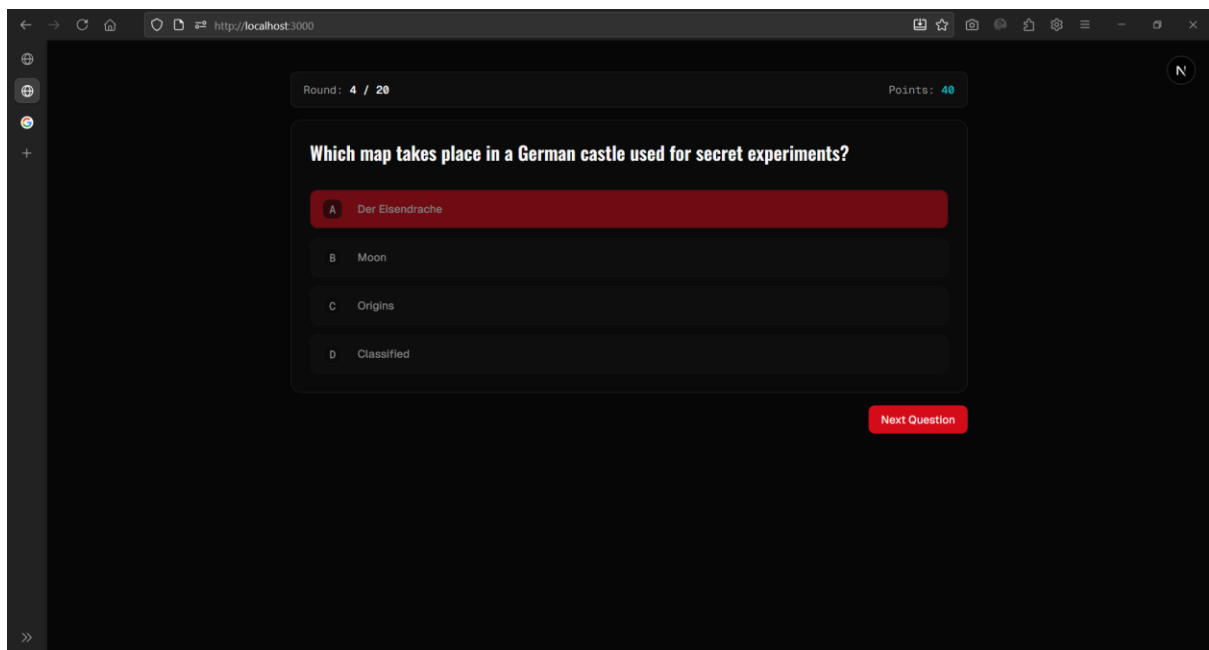 http://localhost:3000
N
Round: 4 / 20
Points: 40
Which map takes place in a German castle used for secret experiments?
A Der Eisendrache
B Moon
C Origins
D Classified
Next Question